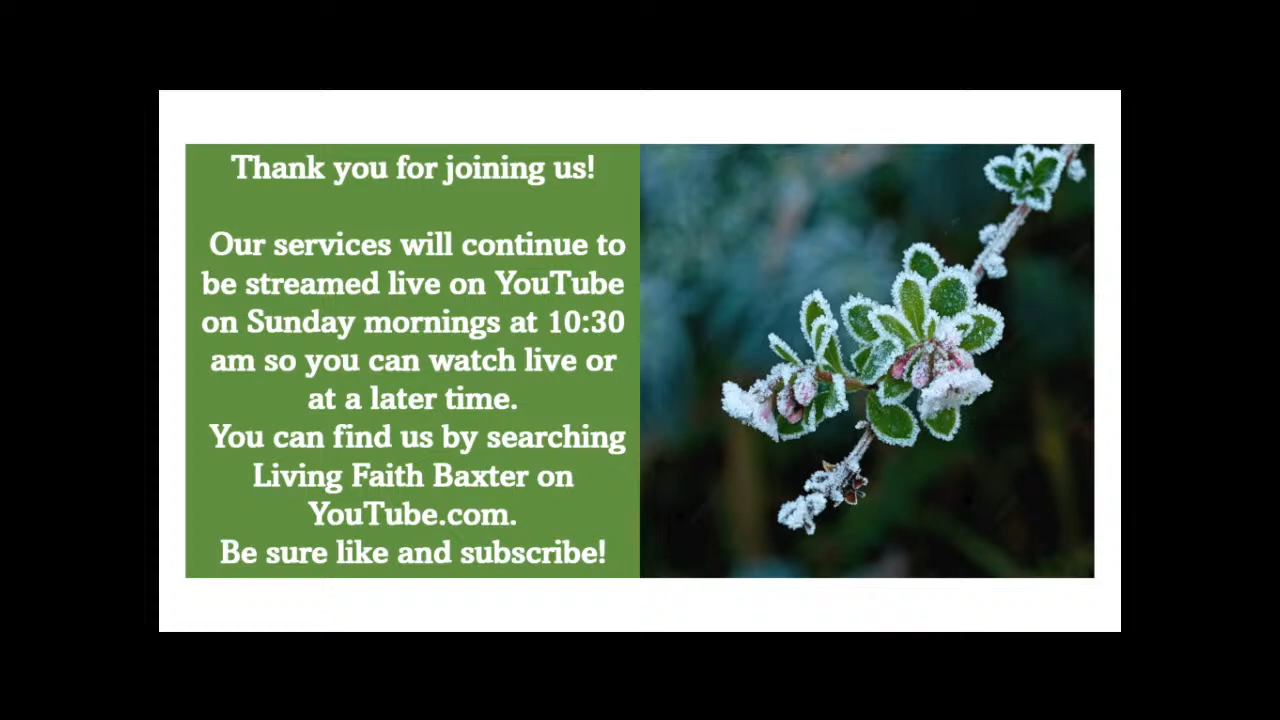 Thank you for joining us!
Our services will continue to
be streamed live on YouTube
on Sunday mornings at 10:30
am so you can watch live or
at a later time.
You can find us by searching
Living Faith Baxter on
YouTube.com.
Be sure like and subscribe!